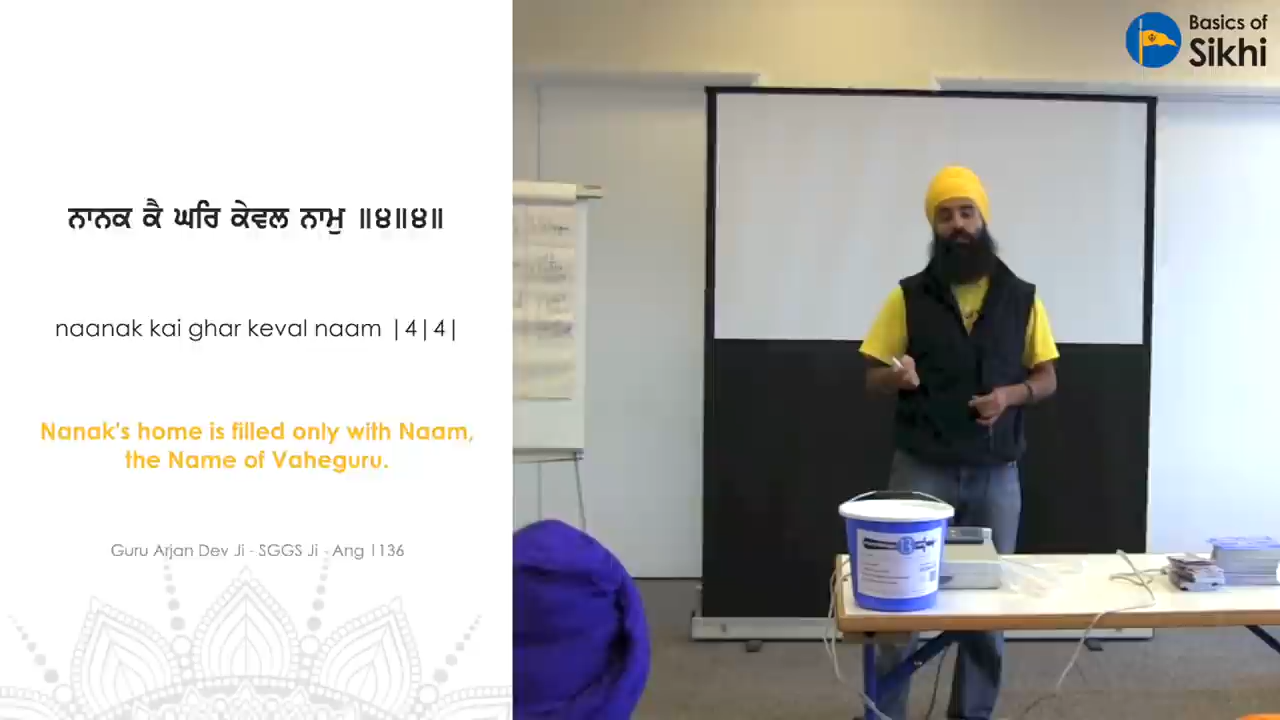 ਨਾਨਕ ਕੈ ਘਰਿ ਕੇਵਲ ਨਾਮੁ ॥੪॥੪॥
naanak kai ghar keval naam |4|4|
Nanak's home is filled only with Naam,
the Name of Vaheguru.
Guru Arjan Dev Ji - SGGS Ji - Ang 1136
Basics of
Sikhi